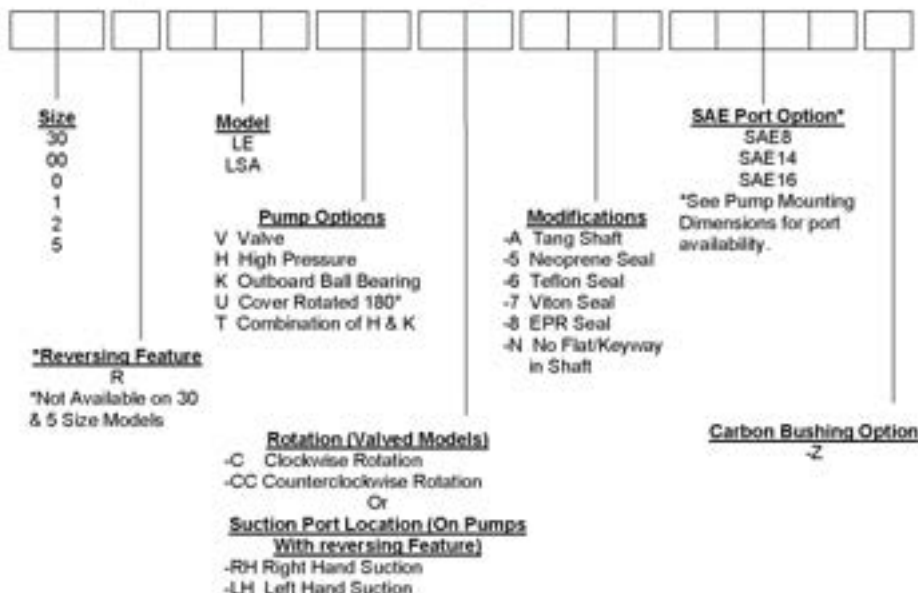 Size
30
00
0
1
2
5
Model
LE
LSA
SAE Port Option*
SAE8
SAE14
SAE16
*See Pump Mounting
Dimensions for port
availability.
Pump Options
V Valve
H High Pressure
K Outboard Ball Bearing
U Cover Rotated 180°
T Combination of H & K
Modifications
-A Tang Shaft
-5 Neoprene Seal
-6 Teflon Seal
-7 Viton Seal
-8 EPR Seal
-N No Flat/Keyway
in Shaft
*Reversing Feature
R
*Not Available on 30
& 5 Size Models
Rotation (Valved Models)
-C Clockwise Rotation
-CC Counterclockwise Rotation
Or
Suction Port Location (On Pumps
With reversing Feature)
-RH Right Hand Suction
-LH Left Hand Suction
Carbon Bushing Option
-Z